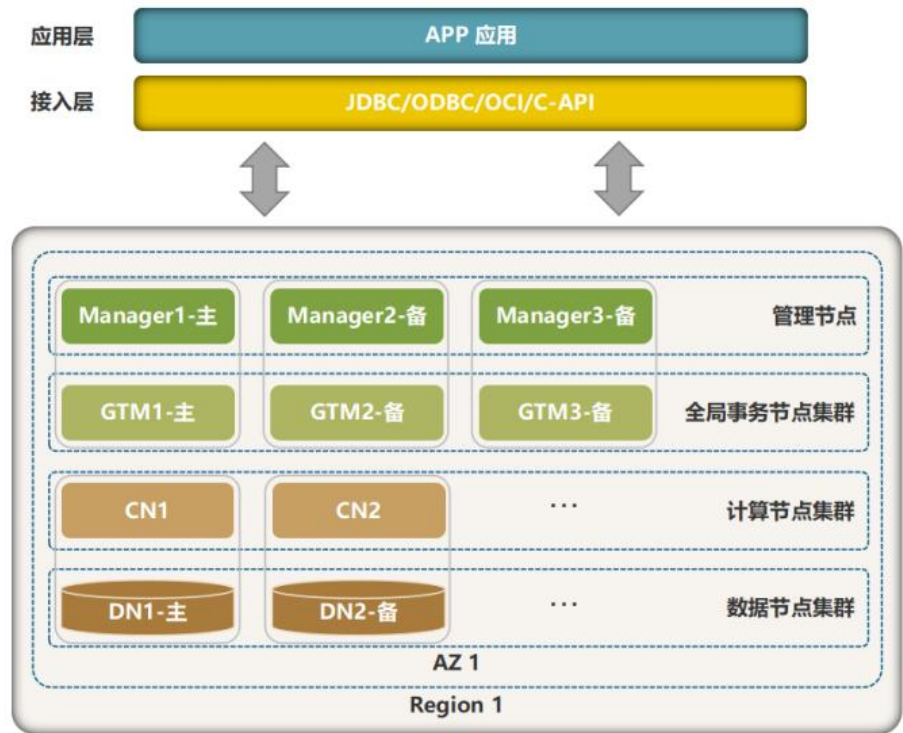 应用层 APP 应用
接入层 JDBC/ODBC/OCI/C-API
Manager1-主 Manager2-备 Manager3-备 管理节点
GTM1-主 GTM2-备 GTM3-备 全局事务节点集群
CN1 CN2 ... 计算节点集群
DN1-主 DN2-备 ... 数据节点集群
AZ 1
Region 1